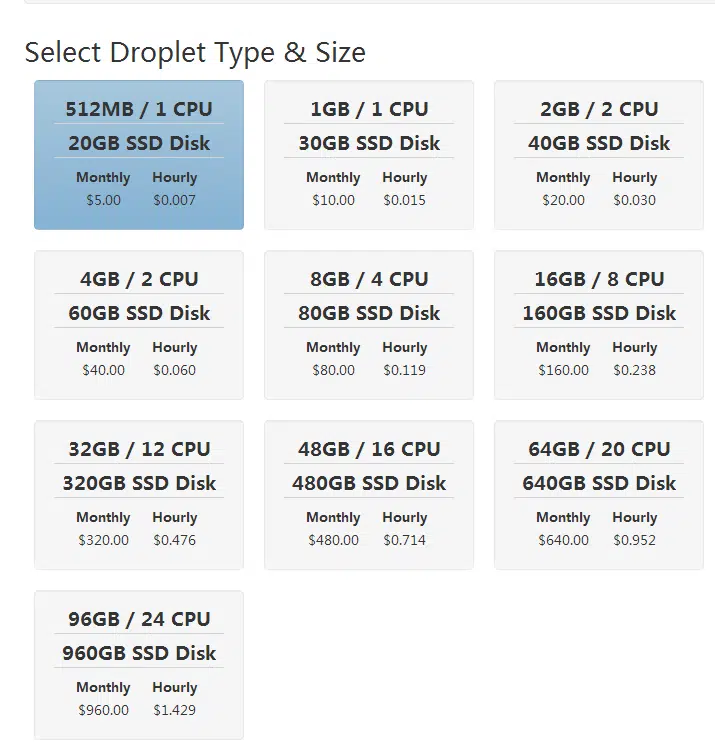 Select Droplet Type & Size
512MB / 1 CPU
20GB SSD Disk
Monthly Hourly
$5.00 $0.007
1GB / 1 CPU
30GB SSD Disk
Monthly Hourly
$10.00 $0.015
2GB / 2 CPU
40GB SSD Disk
Monthly Hourly
$20.00 $0.030
4GB / 2 CPU
60GB SSD Disk
Monthly Hourly
$40.00 $0.060
8GB / 4 CPU
80GB SSD Disk
Monthly Hourly
$80.00 $0.119
16GB / 8 CPU
160GB SSD Disk
Monthly Hourly
$160.00 $0.238
32GB / 12 CPU
320GB SSD Disk
Monthly Hourly
$320.00 $0.476
48GB / 16 CPU
480GB SSD Disk
Monthly Hourly
$480.00 $0.714
64GB / 20 CPU
640GB SSD Disk
Monthly Hourly
$640.00 $0.952
96GB / 24 CPU
960GB SSD Disk
Monthly Hourly
$960.00 $1.429